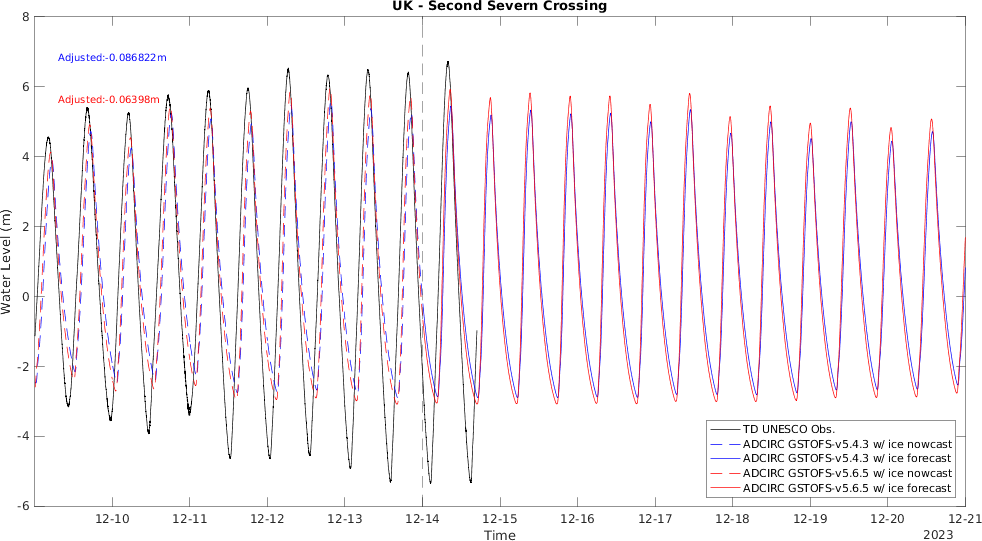 UK - Second Severn Crossing
8
Adjusted:-0.086822m
6
Adjusted:-0.06398m
4
2
0
-2
-4
-6
Water Level (m)
TD UNESCO Obs.
ADCIRC GSTOFS-v5.4.3 w/ ice nowcast
ADCIRC GSTOFS-v5.4.3 w/ ice forecast
ADCIRC GSTOFS-v5.6.5 w/ ice nowcast
ADCIRC GSTOFS-v5.6.5 w/ ice forecast
12-10 12-11 12-12 12-13 12-14 12-15 12-16 12-17 12-18 12-19 12-20 12-21
Time
2023